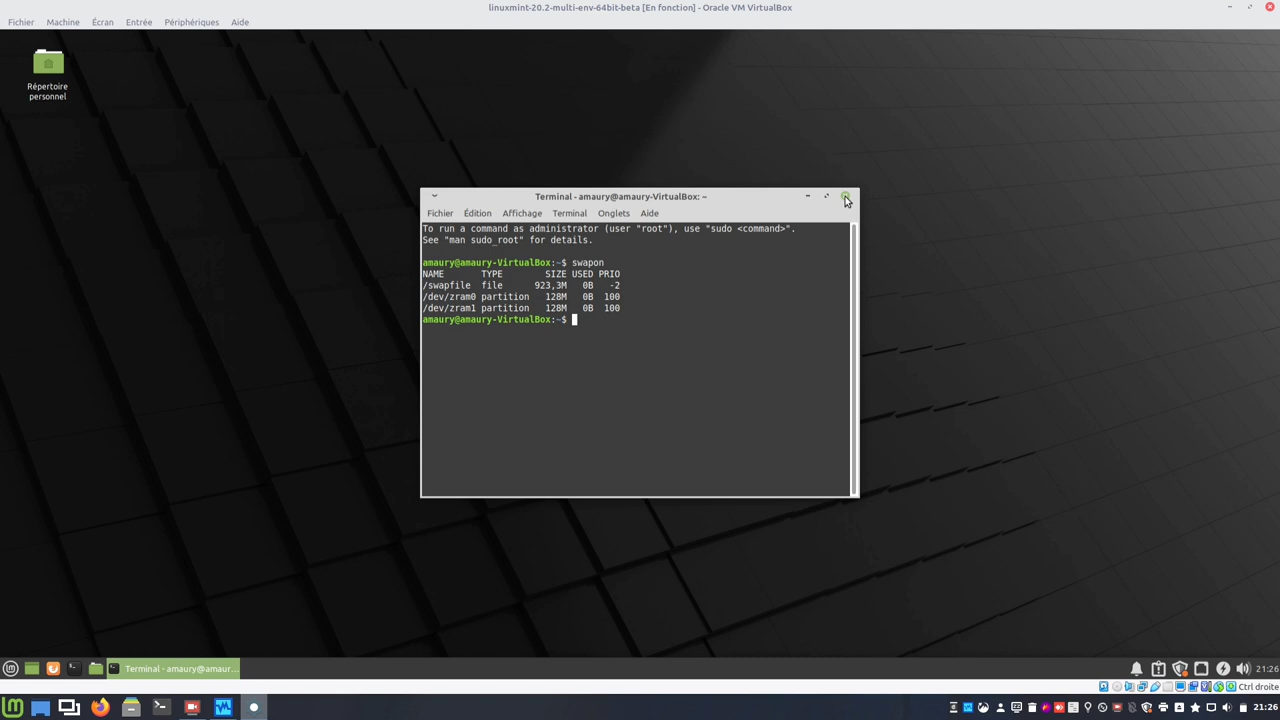 linuxmint-20.2-multi-env-64bit-beta [En fonction] - Oracle VM VirtualBox
Fichier Machine Écran Entrée Périphériques Aide
Répertoire
personnel
Terminal - amaury@amaury-VirtualBox: ~
Fichier Édition Affichage Terminal Onglets Aide
To run a command as administrator (user "root"), use "sudo <command>".
See "man sudo_root" for details.
amaury@amaury-VirtualBox:~$ swapon
NAME TYPE SIZE USED PRIO
/swapfile file 923,3M 0B -2
/dev/zram0 partition 128M 0B 100
/dev/zram1 partition 128M 0B 100
amaury@amaury-VirtualBox:~$
Terminal - amaury@amaur... 21:26
Ctrl droite
21:26